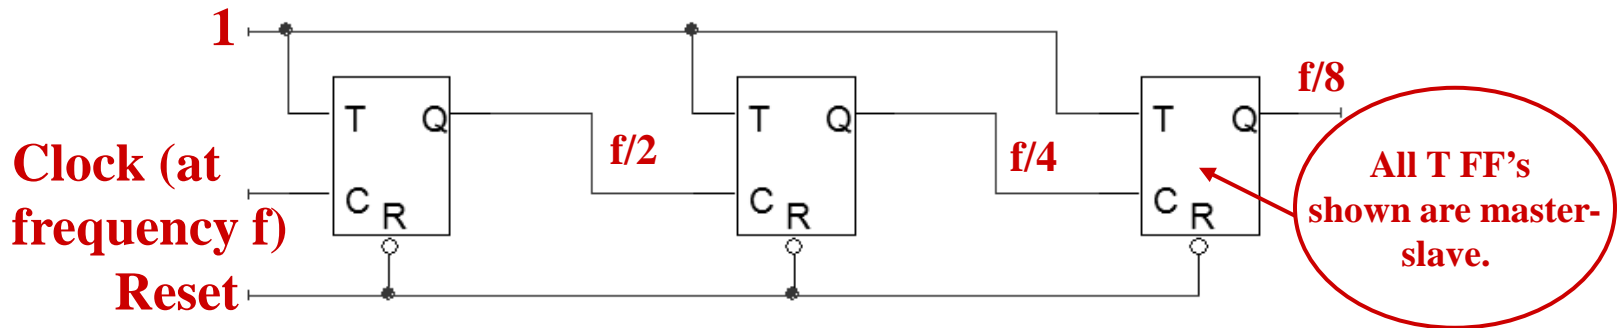 1
f/8
T Q
T Q
T Q
f/2
f/4
Clock (at
frequency f)
C R
C R
C R
All T FF’s
shown are master-
slave.
Reset